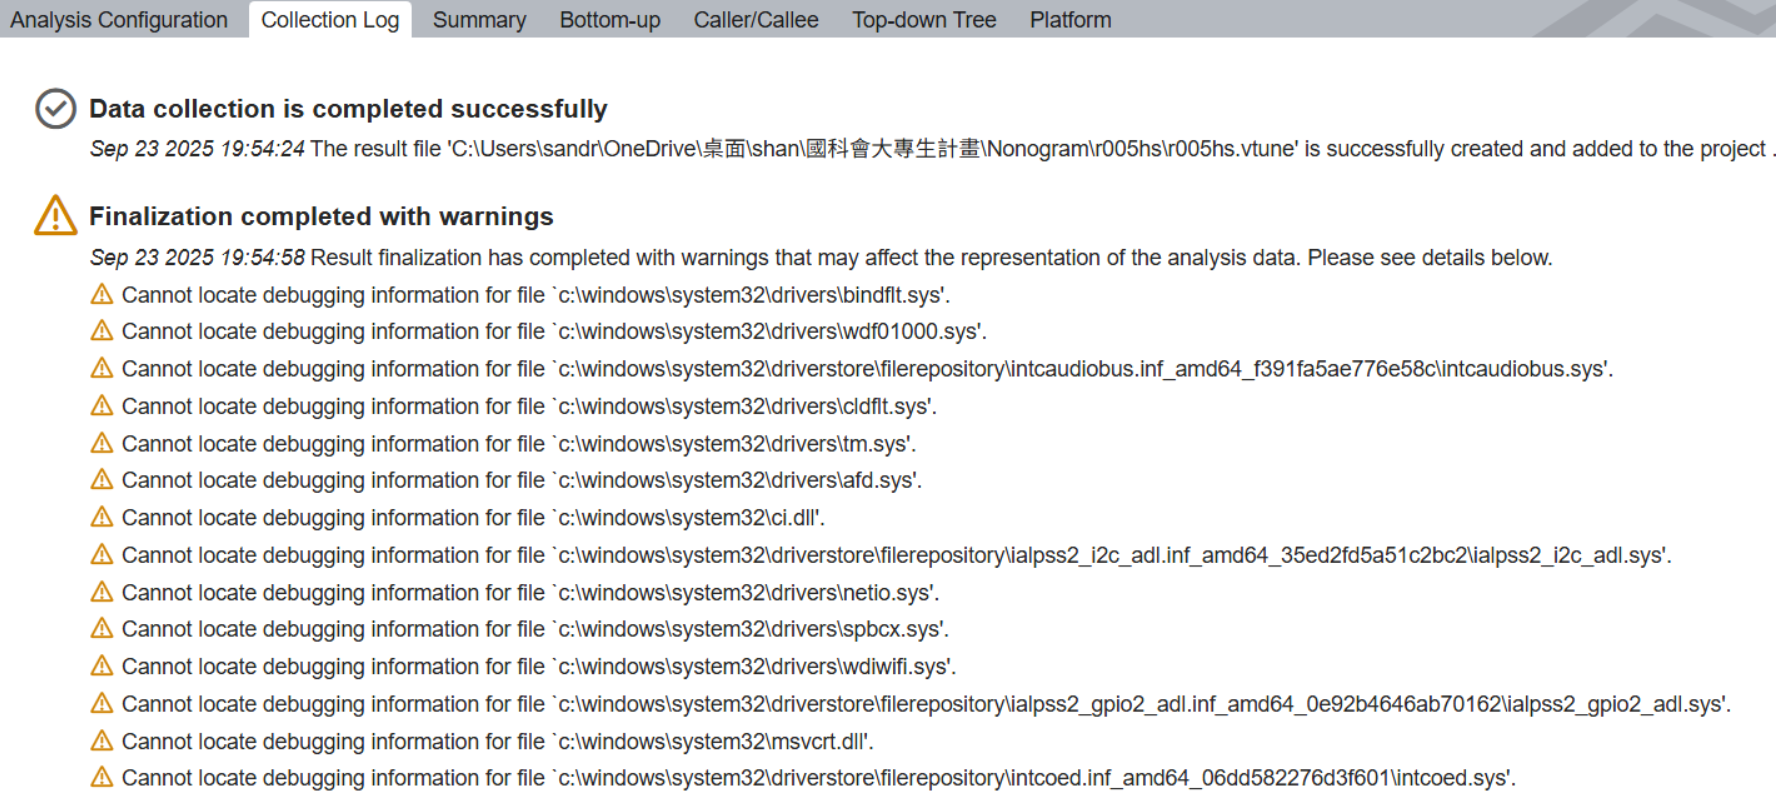 Analysis Configuration Collection Log Summary Bottom-up Caller/Callee Top-down Tree Platform
Data collection is completed successfully
Sep 23 2025 19:54:24 The result file 'C:\Users\sandr\OneDrive\桌面\shan\國科會大專生計畫\Nonogram\r005hs\r005hs.vtune' is successfully created and added to the project .
Finalization completed with warnings
Sep 23 2025 19:54:58 Result finalization has completed with warnings that may affect the representation of the analysis data. Please see details below.
Cannot locate debugging information for file `c:\windows\system32\drivers\bindflt.sys'.
Cannot locate debugging information for file `c:\windows\system32\drivers\wdf01000.sys'.
Cannot locate debugging information for file `c:\windows\system32\driverstore\filerepository\intcaudiobus.inf_amd64_f391fa5ae776e58c\intcaudiobus.sys'.
Cannot locate debugging information for file `c:\windows\system32\drivers\cldflt.sys'.
Cannot locate debugging information for file `c:\windows\system32\drivers\tm.sys'.
Cannot locate debugging information for file `c:\windows\system32\drivers\afd.sys'.
Cannot locate debugging information for file `c:\windows\system32\ci.dll'.
Cannot locate debugging information for file `c:\windows\system32\driverstore\filerepository\ialpss2_i2c_adl.inf_amd64_35ed2fd5a51c2bc2\ialpss2_i2c_adl.sys'.
Cannot locate debugging information for file `c:\windows\system32\drivers\netio.sys'.
Cannot locate debugging information for file `c:\windows\system32\drivers\spbcx.sys'.
Cannot locate debugging information for file `c:\windows\system32\drivers\wdiwifi.sys'.
Cannot locate debugging information for file `c:\windows\system32\driverstore\filerepository\ialpss2_gpio2_adl.inf_amd64_0e92b4646ab70162\ialpss2_gpio2_adl.sys'.
Cannot locate debugging information for file `c:\windows\system32\msvcrt.dll'.
Cannot locate debugging information for file `c:\windows\system32\driverstore\filerepository\intcoed.inf_amd64_06dd582276d3f601\intcoed.sys'.